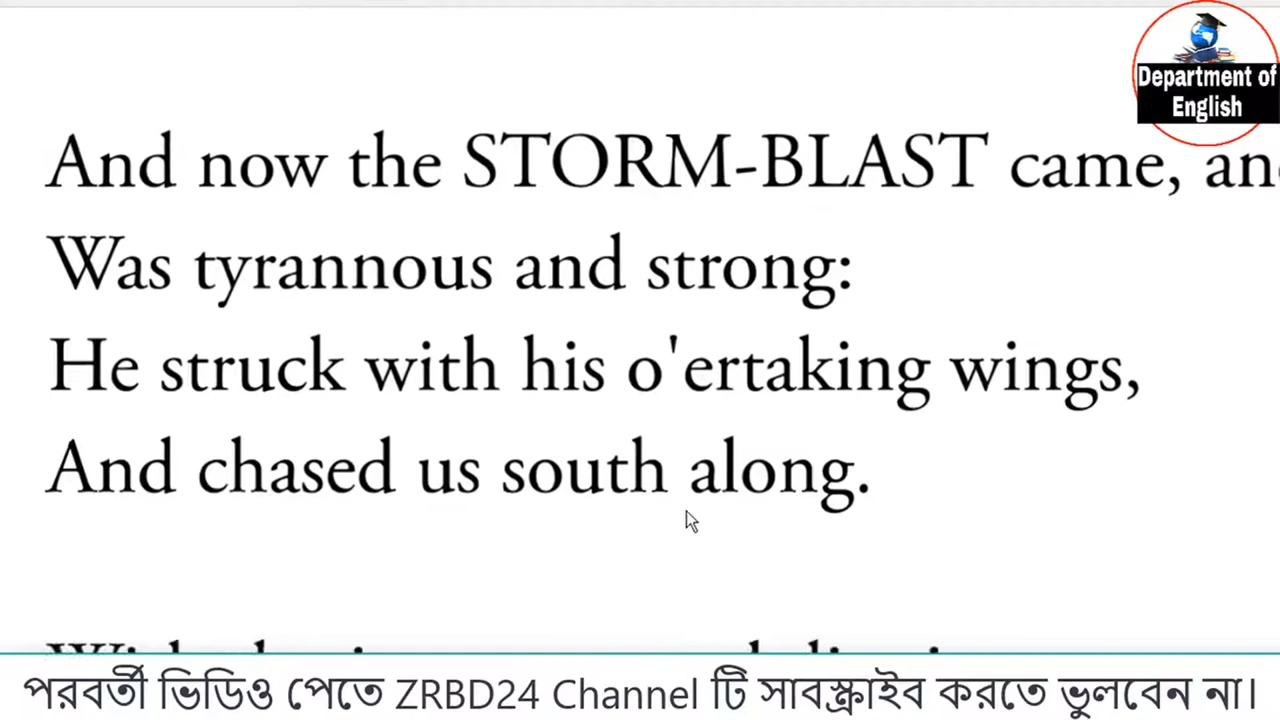 Department of
English
And now the STORM-BLAST came,
Was tyrannous and strong:
He struck with his o'ertaking wings,
And chased us south along.
পরবর্তী ভিডিও পেতে ZRBD24 Channel টি সাবস্ক্রাইব করতে ভুলবেন না।